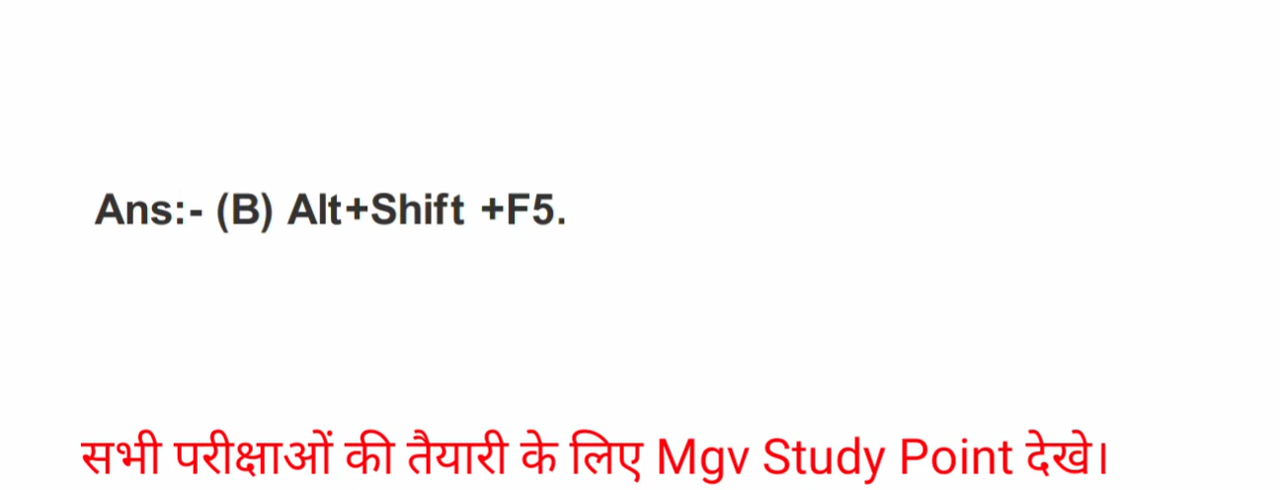 Ans:- (B) Alt+Shift +F5.
सभी परीक्षाओं की तैयारी के लिए Mgv Study Point देखे।